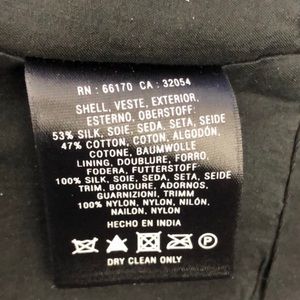 RN : 66170 CA : 32054
SHELL, VESTE, EXTERIOR,
ESTERNO, OBERSTOFF:
53% SILK, SOIE, SEDA, SETA, SEIDE
47% COTTON, COTON, ALGODÓN,
COTONE, BAUMWOLLE
LINING, DOUBLURE, FORRO,
FODERA, FUTTERSTOFF
100% SILK, SOIE, SEDA, SETA, SEIDE
TRIM, BORDURE, ADORNOS,
GUARNIZIONI, TRIMM
100% NYLON, NYLON, NILÓN,
NAILON, NYLON
HECHO EN INDIA
P
DRY CLEAN ONLY